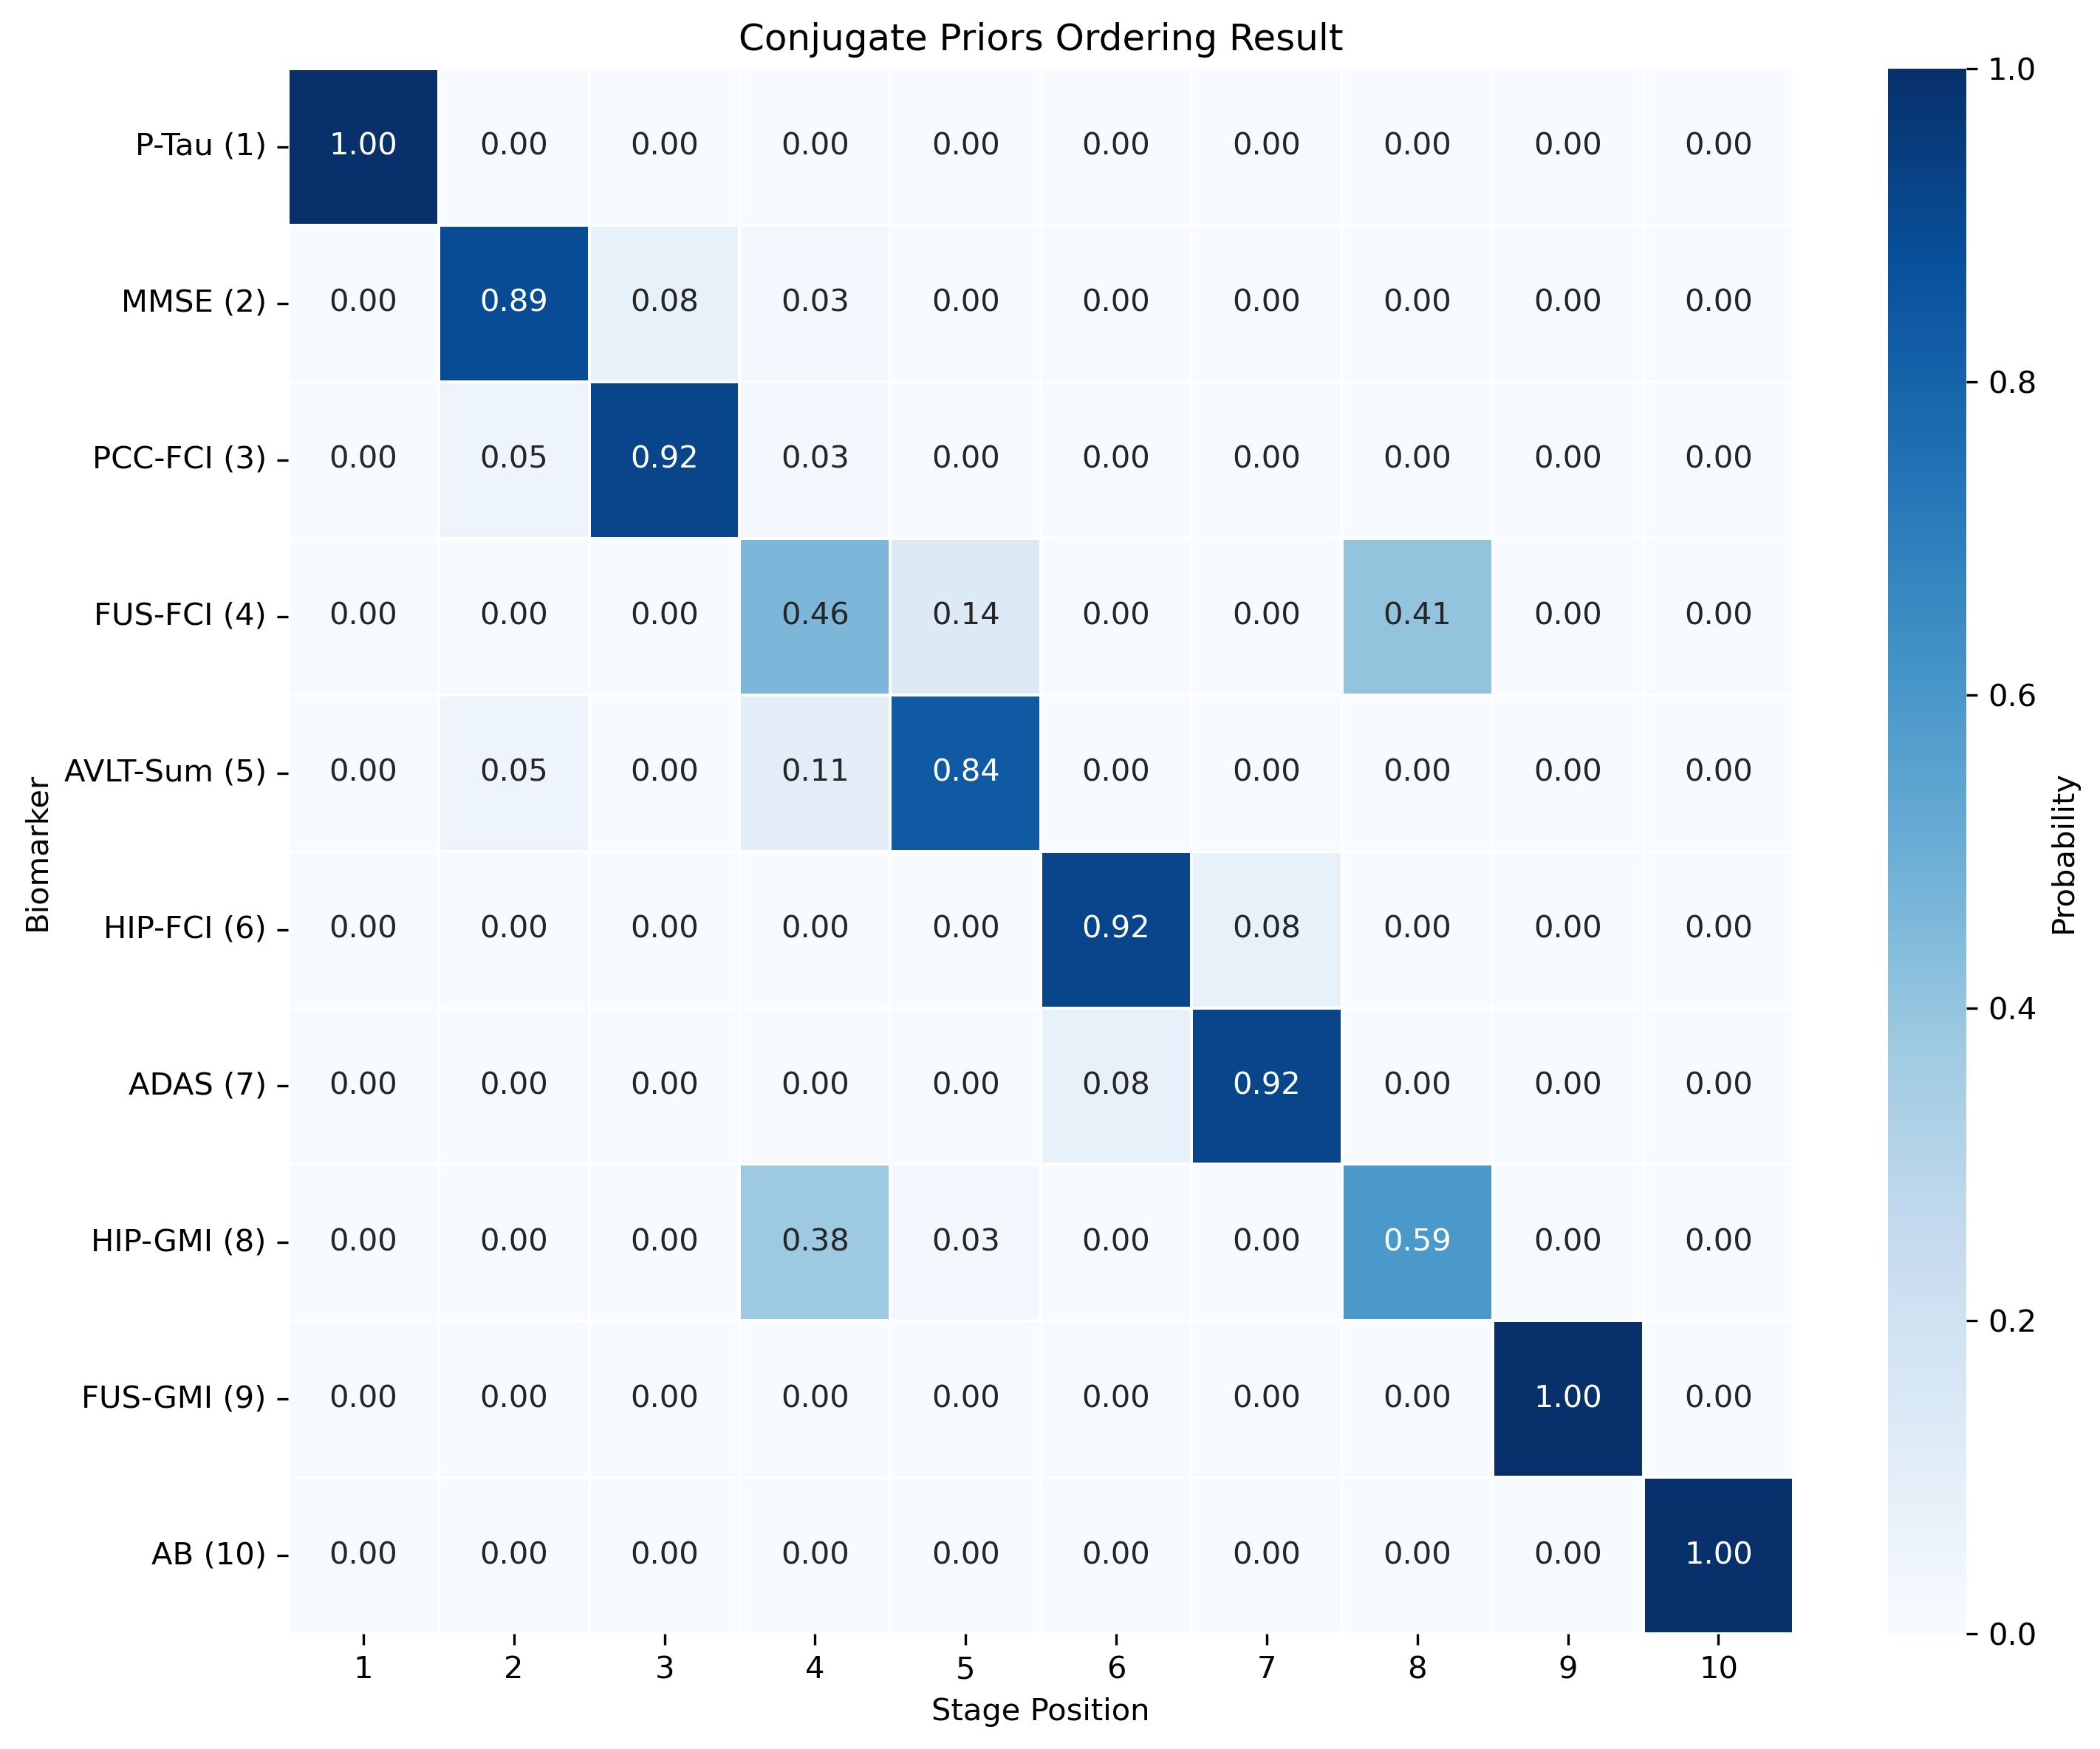 Conjugate Priors Ordering Result
P-Tau (1) 1.00 0.00 0.00 0.00 0.00 0.00 0.00 0.00 0.00 0.00
MMSE (2) 0.00 0.89 0.08 0.03 0.00 0.00 0.00 0.00 0.00 0.00
PCC-FCI (3) 0.00 0.05 0.92 0.03 0.00 0.00 0.00 0.00 0.00 0.00
FUS-FCI (4) 0.00 0.00 0.00 0.46 0.14 0.00 0.00 0.41 0.00 0.00
AVLT-Sum (5) 0.00 0.05 0.00 0.11 0.84 0.00 0.00 0.00 0.00 0.00
HIP-FCI (6) 0.00 0.00 0.00 0.00 0.00 0.92 0.08 0.00 0.00 0.00
ADAS (7) 0.00 0.00 0.00 0.00 0.00 0.08 0.92 0.00 0.00 0.00
HIP-GMI (8) 0.00 0.00 0.00 0.38 0.03 0.00 0.00 0.59 0.00 0.00
FUS-GMI (9) 0.00 0.00 0.00 0.00 0.00 0.00 0.00 0.00 1.00 0.00
AB (10) 0.00 0.00 0.00 0.00 0.00 0.00 0.00 0.00 0.00 1.00
1 2 3 4 5 6 7 8 9 10
Stage Position
Biomarker
1.0
0.8
0.6
0.4
0.2
0.0
Probability